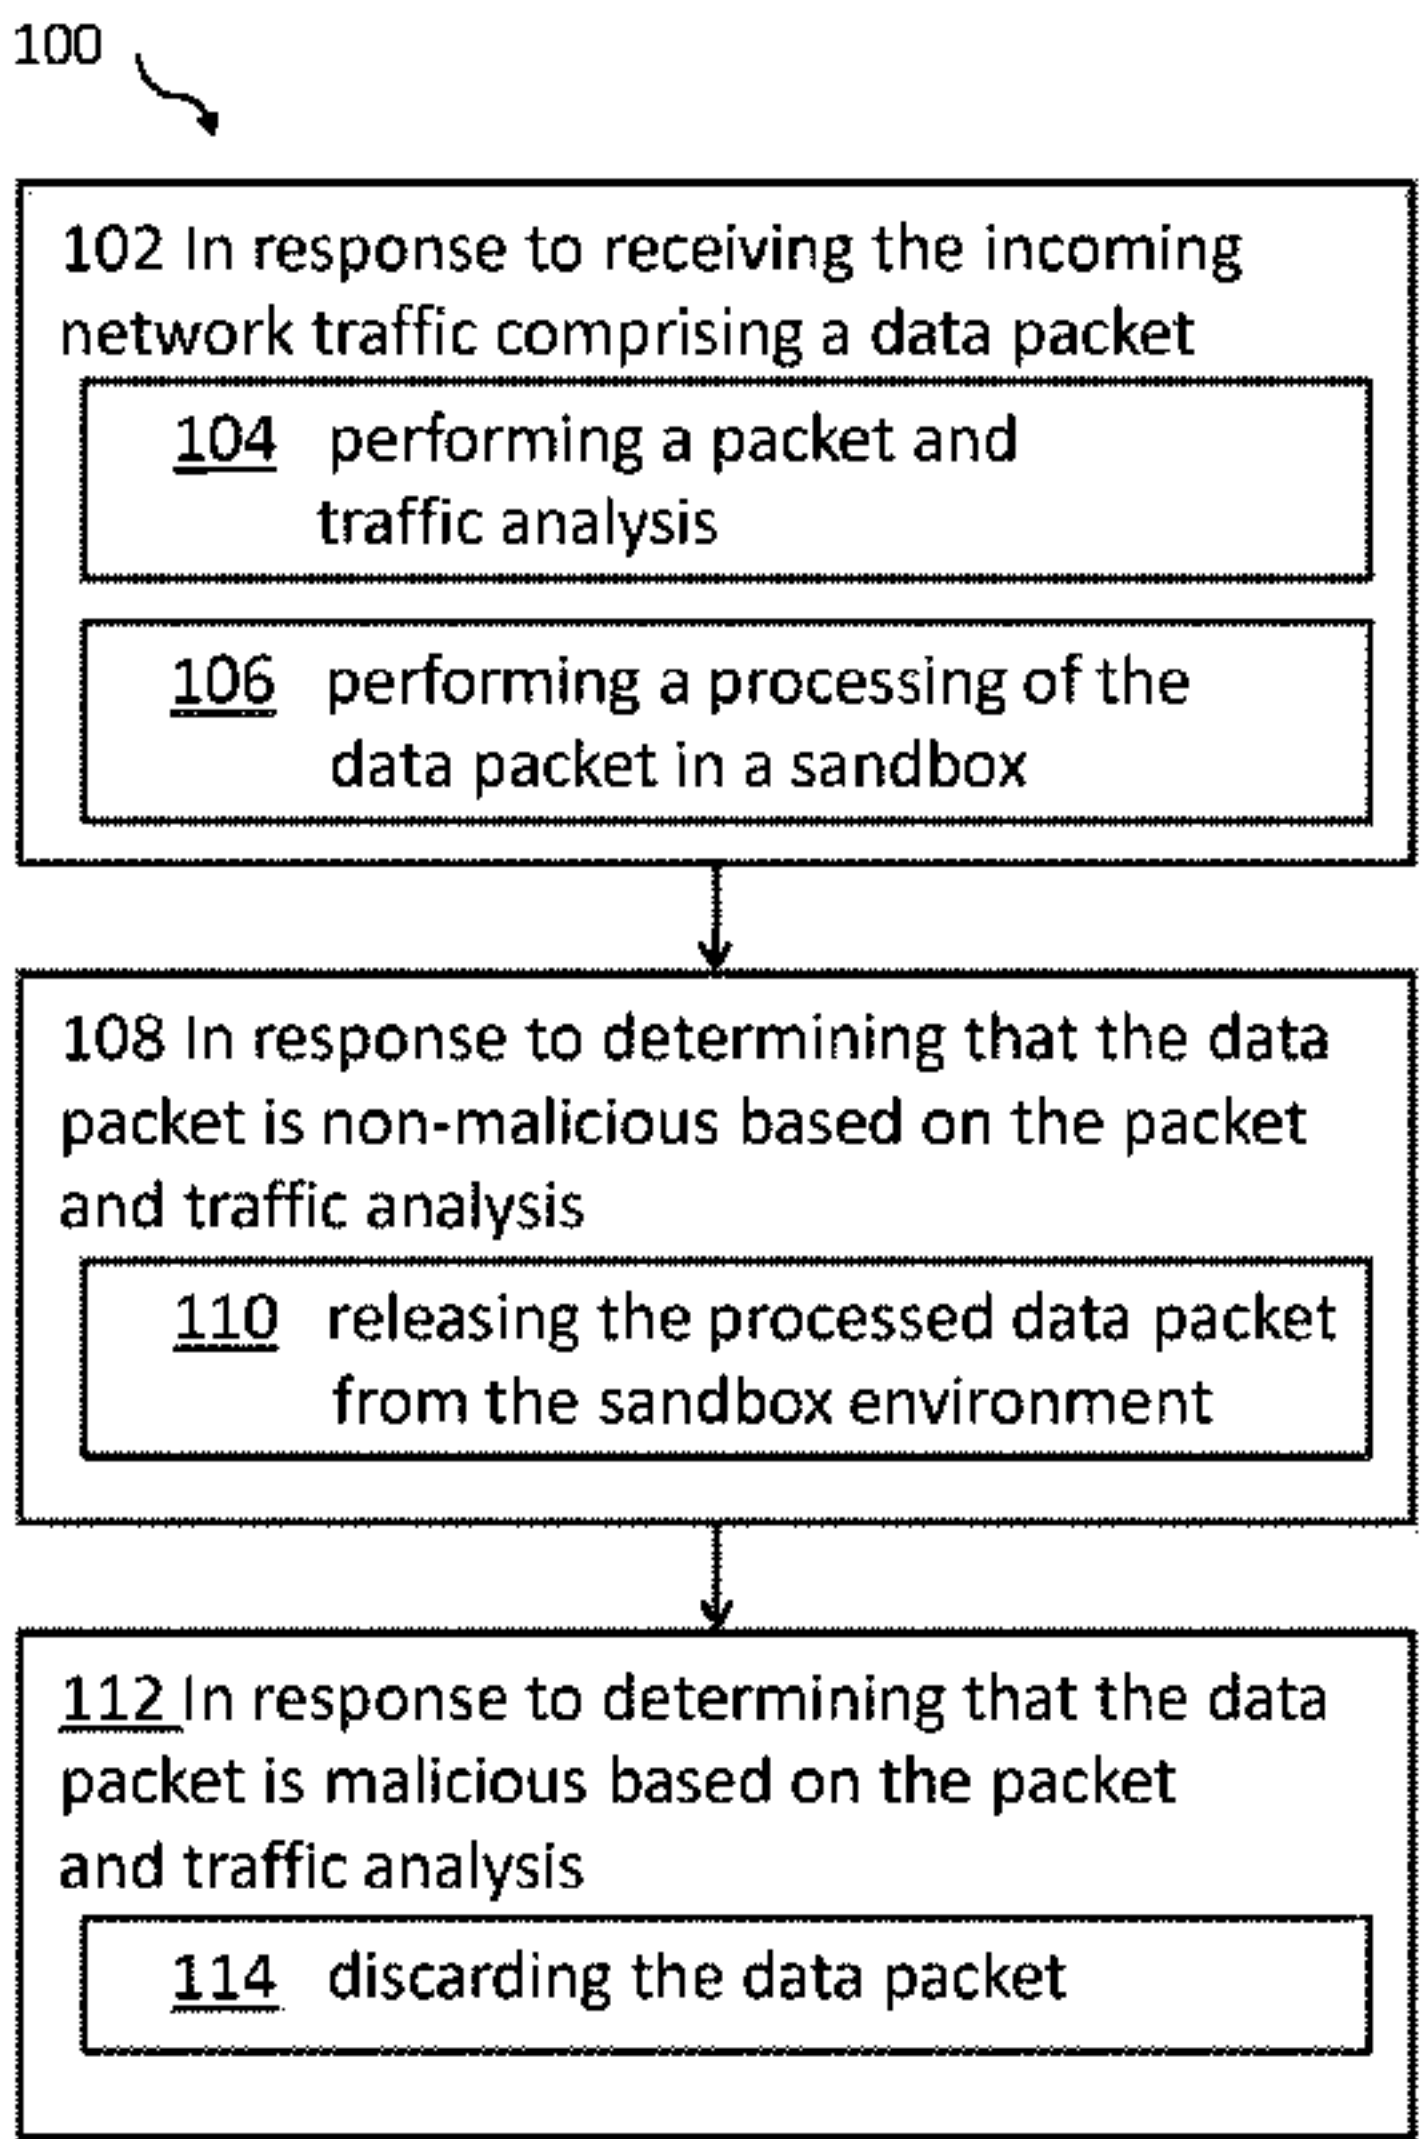 100
102 In response to receiving the incoming
network traffic comprising a data packet
104 performing a packet and
traffic analysis
106 performing a processing of the
data packet in a sandbox
108 In response to determining that the data
packet is non-malicious based on the packet
and traffic analysis
110 releasing the processed data packet
from the sandbox environment
112 In response to determining that the data
packet is malicious based on the packet
and traffic analysis
114 discarding the data packet